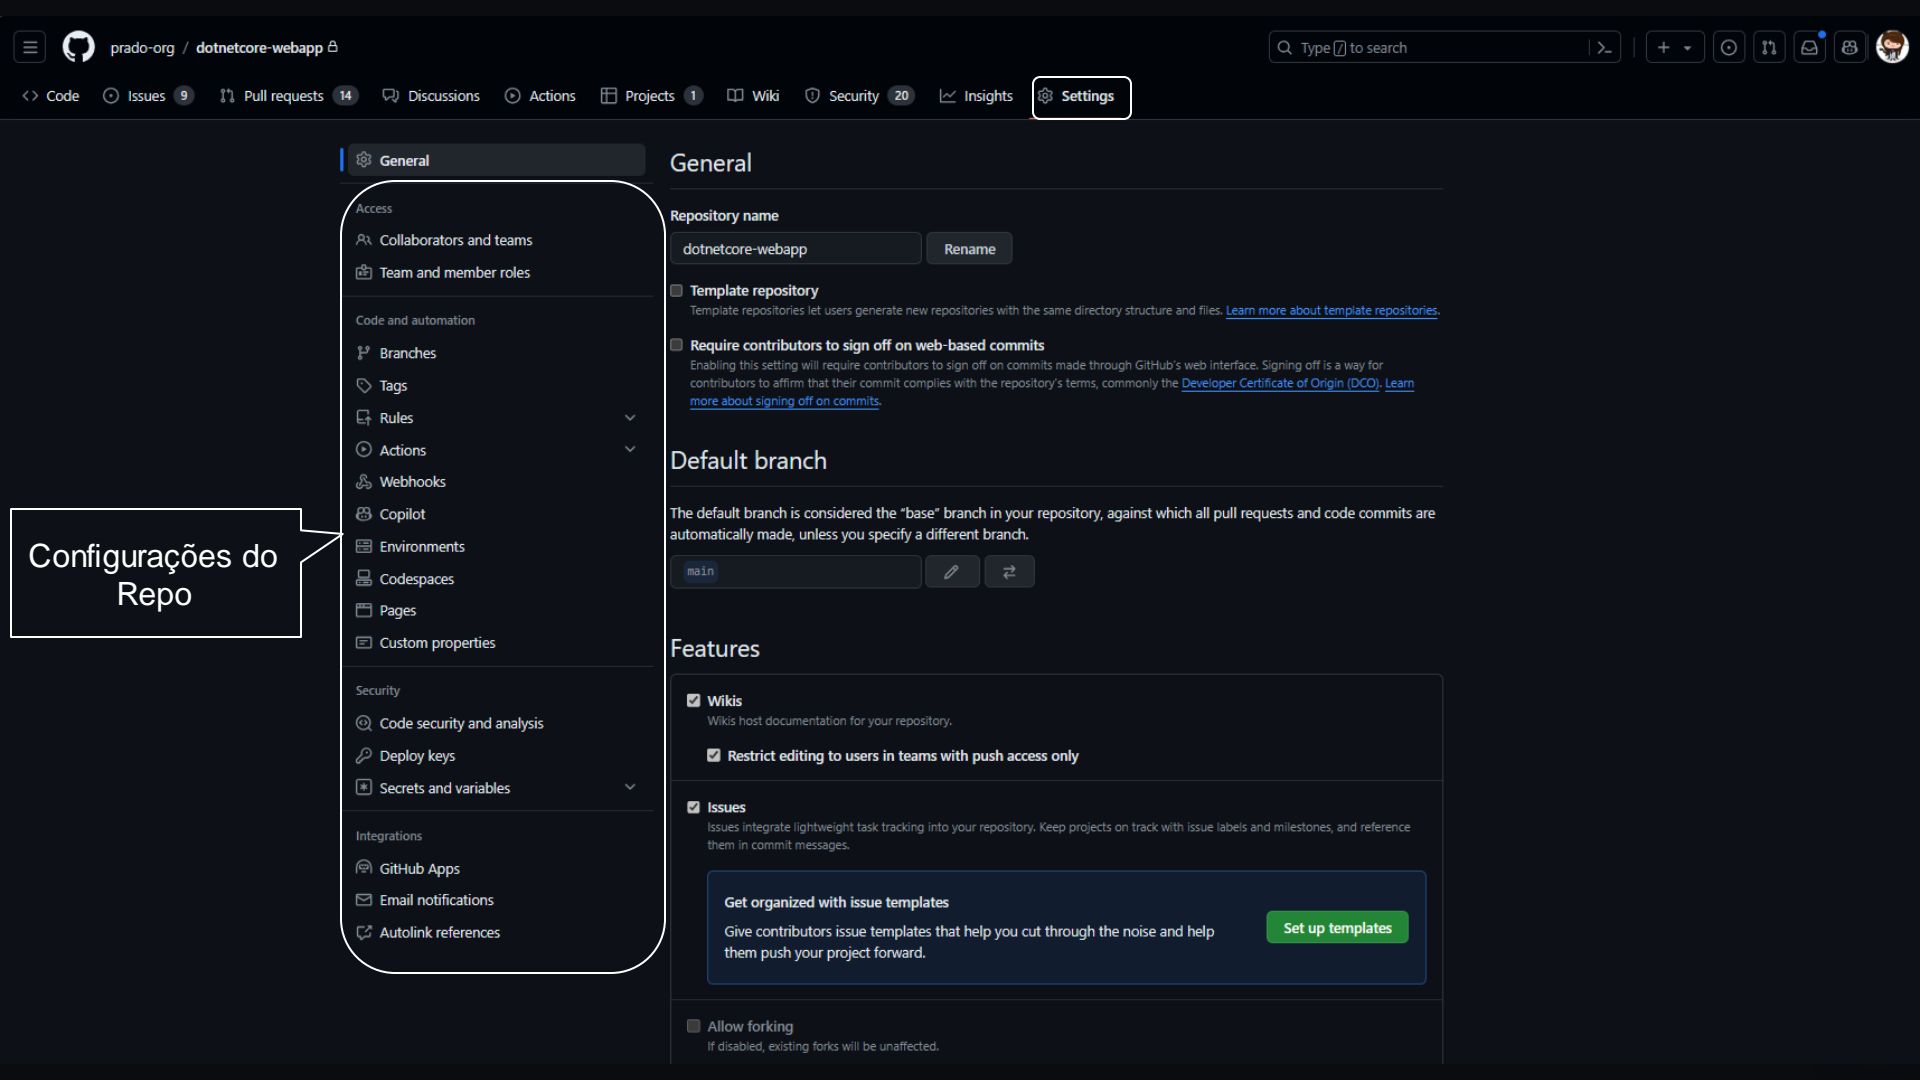 prado-org / dotnetcore-webapp
Type / to search
Code
Issues 9
Pull requests 14
Discussions
Actions
Projects 1
Wiki
Security 20
Insights
Settings
General
Access
Collaborators and teams
Team and member roles
Code and automation
Branches
Tags
Rules
Actions
Webhooks
Copilot
Environments
Codespaces
Pages
Custom properties
Security
Code security and analysis
Deploy keys
Secrets and variables
Integrations
GitHub Apps
Email notifications
Autolink references
Configurações do
Repo
General
Repository name
dotnetcore-webapp
Rename
Template repository
Template repositories let users generate new repositories with the same directory structure and files. Learn more about template repositories.
Require contributors to sign off on web-based commits
Enabling this setting will require contributors to sign off on commits made through GitHub's web interface. Signing off is a way for
contributors to affirm that their commit complies with the repository's terms, commonly the Developer Certificate of Origin (DCO). Learn
more about signing off on commits.
Default branch
The default branch is considered the “base” branch in your repository, against which all pull requests and code commits are
automatically made, unless you specify a different branch.
main
Features
Wikis
Wikis host documentation for your repository.
Restrict editing to users in teams with push access only
Issues
Issues integrate lightweight task tracking into your repository. Keep projects on track with issue labels and milestones, and reference
them in commit messages.
Get organized with issue templates
Give contributors issue templates that help you cut through the noise and help
them push your project forward.
Set up templates
Allow forking
If disabled, existing forks will be unaffected.